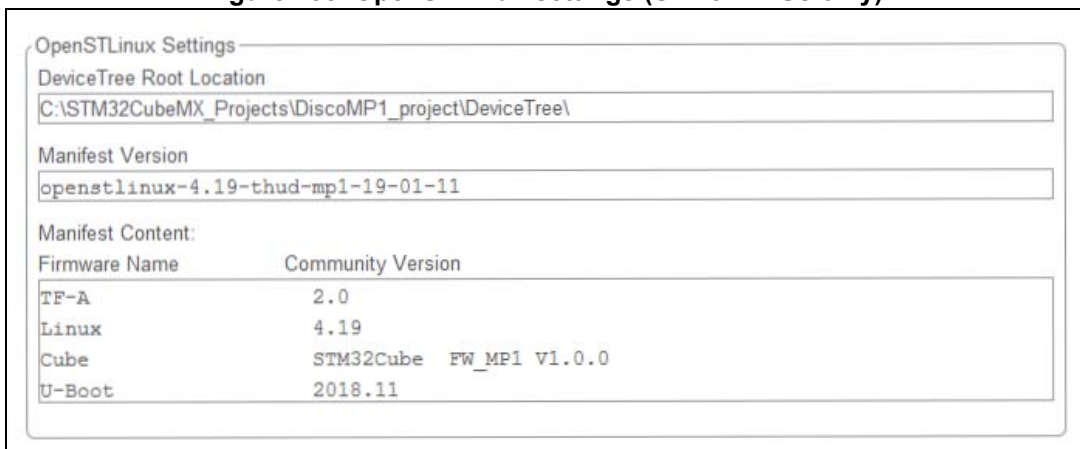 OpenSTLinux Settings
DeviceTree Root Location
C:\STM32CubeMX_Projects\DiscoMP1_project\DeviceTree\
Manifest Version
openstlinux-4.19-thud-mp1-19-01-11
Manifest Content:
Firmware Name Community Version
TF-A 2.0
Linux 4.19
Cube STM32Cube FW_MP1 V1.0.0
U-Boot 2018.11